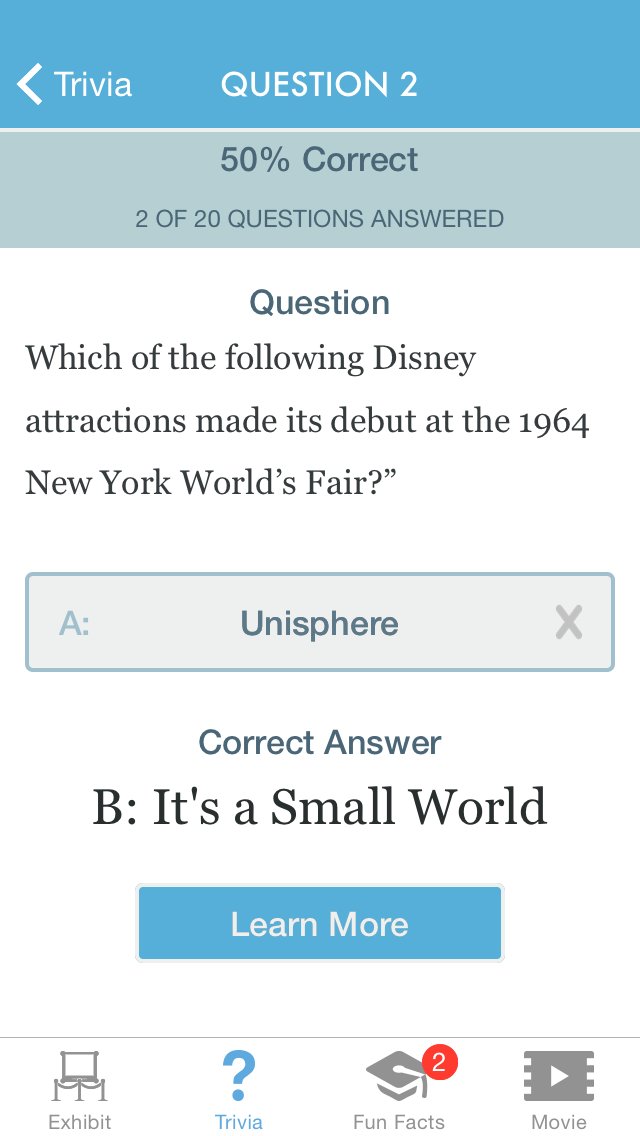 Trivia QUESTION 2
50% Correct
2 OF 20 QUESTIONS ANSWERED
Question
Which of the following Disney
attractions made its debut at the 1964
New York World’s Fair?”
A: Unisphere X
Correct Answer
B: It's a Small World
Learn More
2
Exhibit Trivia Fun Facts Movie